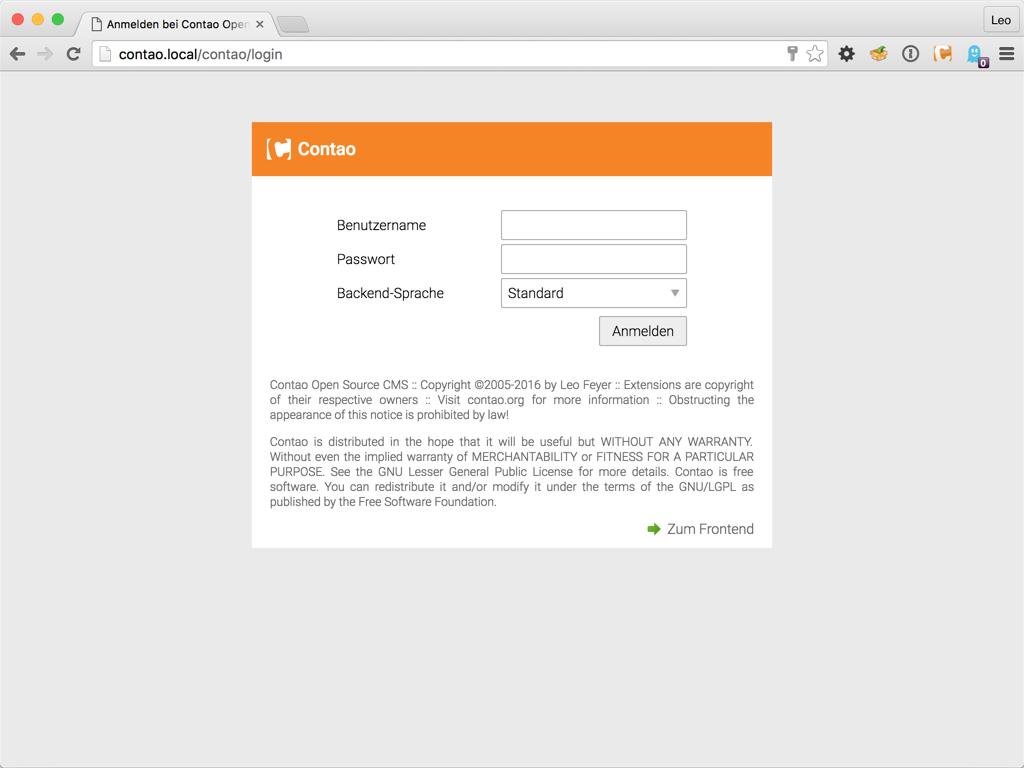 Leo
Anmelden bei Contao Open
contao.local/contao/login
0
Contao
Benutzername
Passwort
Backend-Sprache
Standard
Anmelden
Contao Open Source CMS :: Copyright ©2005-2016 by Leo Feyer :: Extensions are copyright
of their respective owners :: Visit contao.org for more information :: Obstructing the
appearance of this notice is prohibited by law!
Contao is distributed in the hope that it will be useful but WITHOUT ANY WARRANTY.
Without even the implied warranty of MERCHANTABILITY or FITNESS FOR A PARTICULAR
PURPOSE. See the GNU Lesser General Public License for more details. Contao is free
software. You can redistribute it and/or modify it under the terms of the GNU/LGPL as
published by the Free Software Foundation.
Zum Frontend